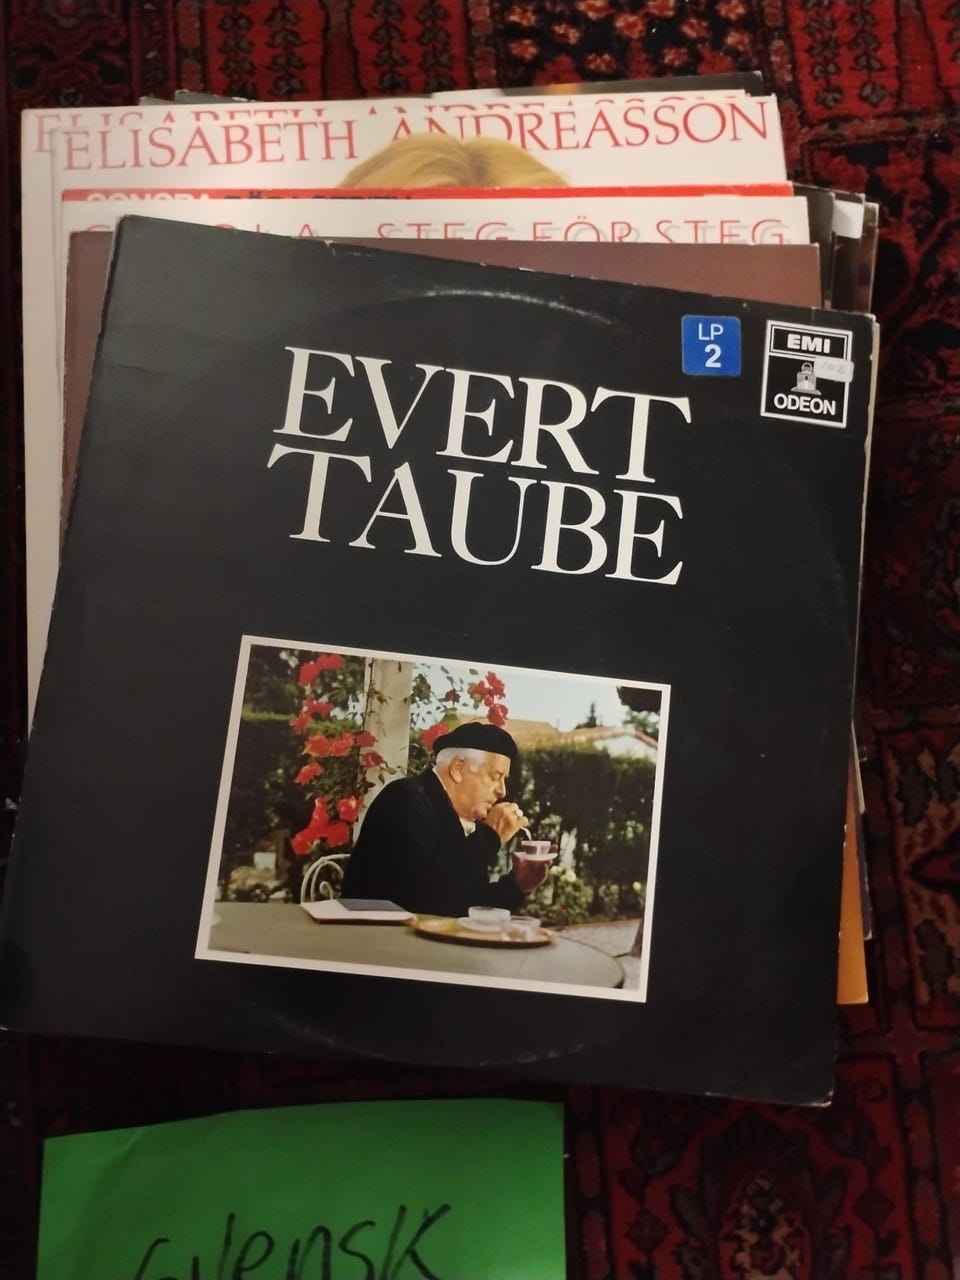 ELISABETH ANDREASSON
STEG FÖR STEG
EVERT
TAUBE
LP
2
EMI
ODEON
Svensk